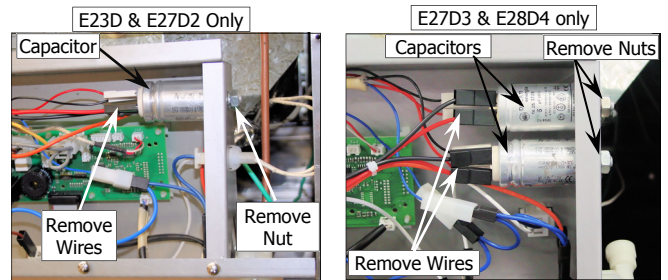 E23D & E27D2 Only
Capacitor
Remove
Wires
Remove
Nut
E27D3 & E28D4 only
Capacitors
Remove Nuts
Remove Wires